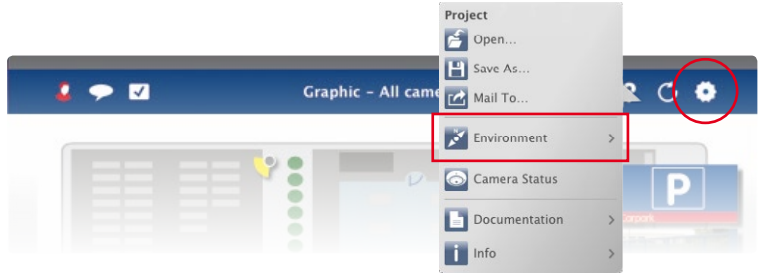 Project
Open...
Save As...
Graphic – All came
Mail To...
Environment
Camera Status
P
Documentation
Carpark
Info